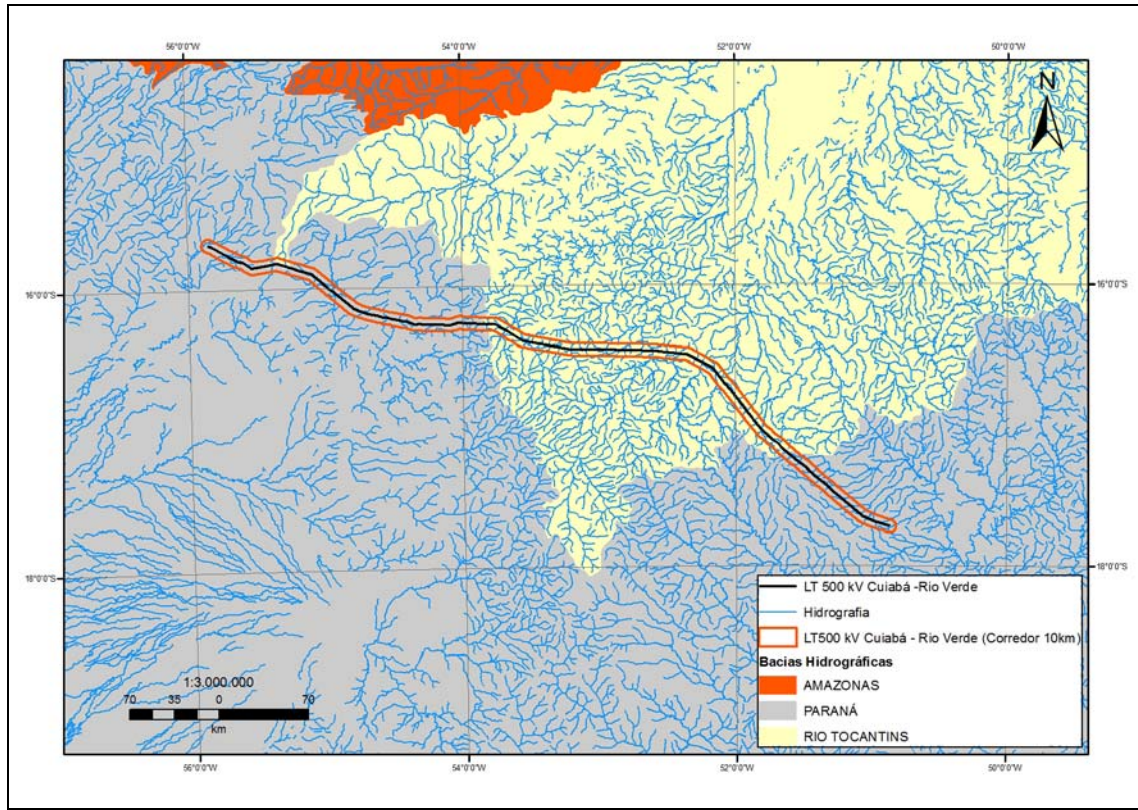 56°0'0"W
54°0'0"W
52°0'0"W
50°0'0"W
N
16°0'0"S
16°0'0"S
18°0'0"S
18°0'0"S
LT 500 kV Cuiabá -Rio Verde
Hidrografia
LT500 kV Cuiabá - Rio Verde (Corredor 10km)
Bacias Hidrográficas
AMAZONAS
PARANÁ
RIO TOCANTINS
1:3.000.000
70 35 0 70
km
56°0'0"W
54°0'0"W
52°0'0"W
50°0'0"W